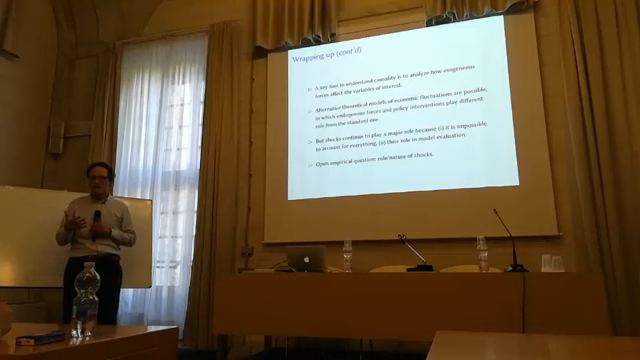 Wrapping up (cont'd)
A key tool to understand causality is to analyze how exogenous
forces affect the variables of interest.
Alternative theoretical models of economic fluctuations are possible,
in which endogenous forces and policy interventions play different
role from the standard one.
But shocks continue to play a major role because (i) it is impossible
to account for everything, (ii) their role in model evaluation
Open empirical question: role/nature of shocks.